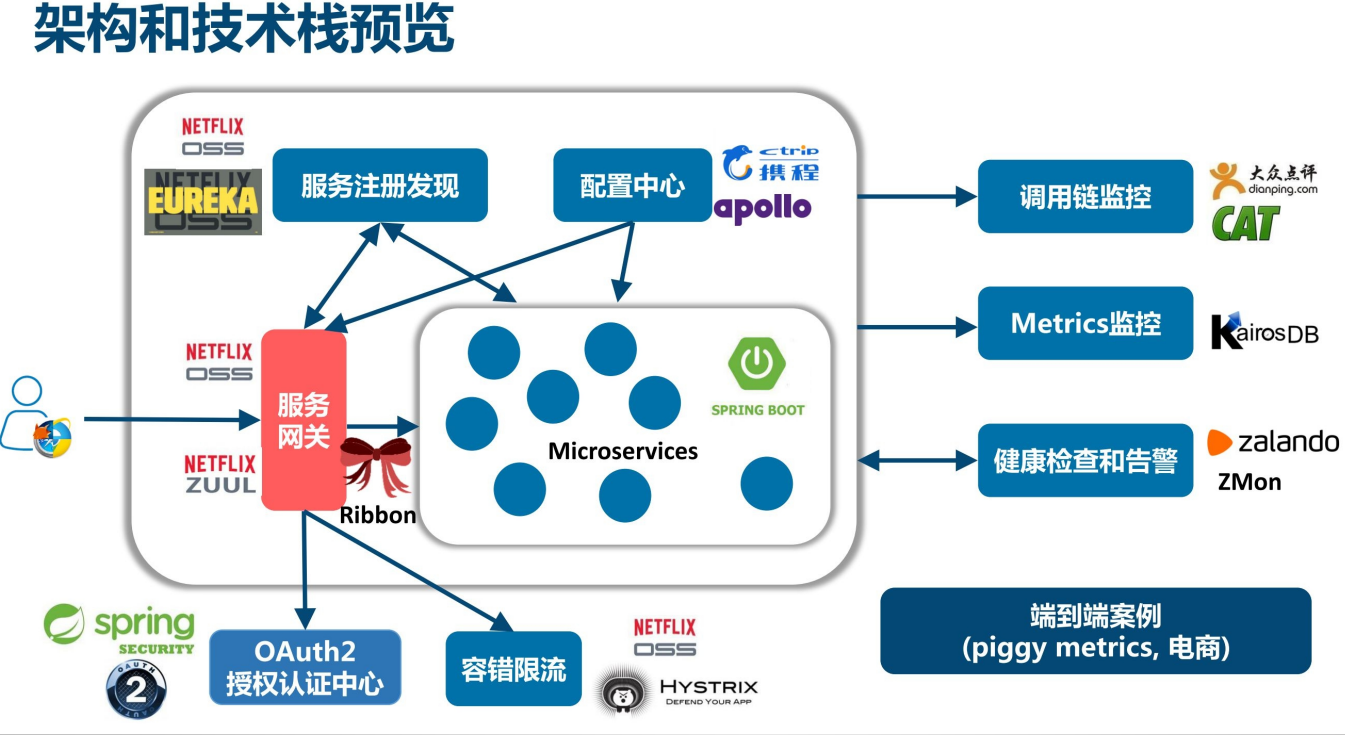 架构和技术栈预览
NETFLIX
OSS
NETFLIX
EUREKA
OSS
服务注册发现
配置中心
ctrip
携程
apollo
调用链监控
大众点评
dianping.com
CAT
Metrics监控
KairosDB
NETFLIX
OSS
服务
网关
NETFLIX
ZUUL
Ribbon
SPRING BOOT
Microservices
健康检查和告警
zalando
ZMon
spring
SECURITY
OAUTH
2
AUTH
OAuth2
授权认证中心
容错限流
NETFLIX
OSS
HYSTRIX
DEFEND YOUR APP
端到端案例
(piggy metrics, 电商)